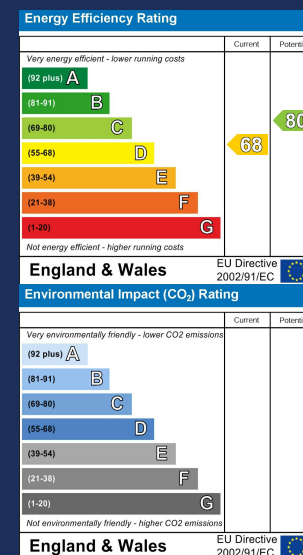 Energy Efficiency Rating
Current Potenti
Very energy efficient - lower running costs
(92 plus) A
(81-91) B
(69-80) C
(55-68) D
(39-54) E
(21-38) F
(1-20) G
68
80
Not energy efficient - higher running costs
England & Wales
EU Directive
2002/91/EC
Environmental Impact (CO₂) Rating
Current Potenti
Very environmentally friendly - lower CO2 emissions
(92 plus) A
(81-91) B
(69-80) C
(55-68) D
(39-54) E
(21-38) F
(1-20) G
Not environmentally friendly - higher CO2 emissions
England & Wales
EU Directive
2002/91/EC